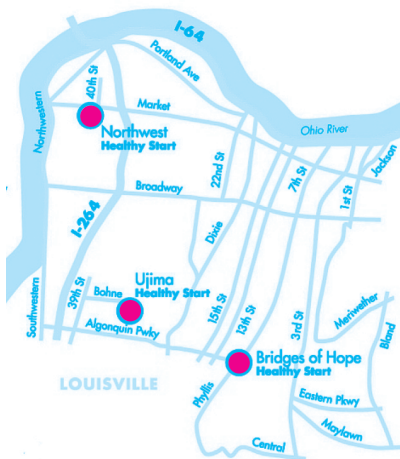 I-64
Portland Ave
40th St
Market
Northwestern
Northwest
Healthy Start
Ohio River
22nd St
7th St
Jackson
1st St
Broadway
I-264
Dixie
Ujima
Healthy Start
39th St
Bohne
Southwestern
Algonquin Pwky
15th St
13th St
3rd St
Meriwether
Bland
Bridges of Hope
Healthy Start
LOUISVILLE
Phyllis
Eastern Pkwy
Maylawn
Central